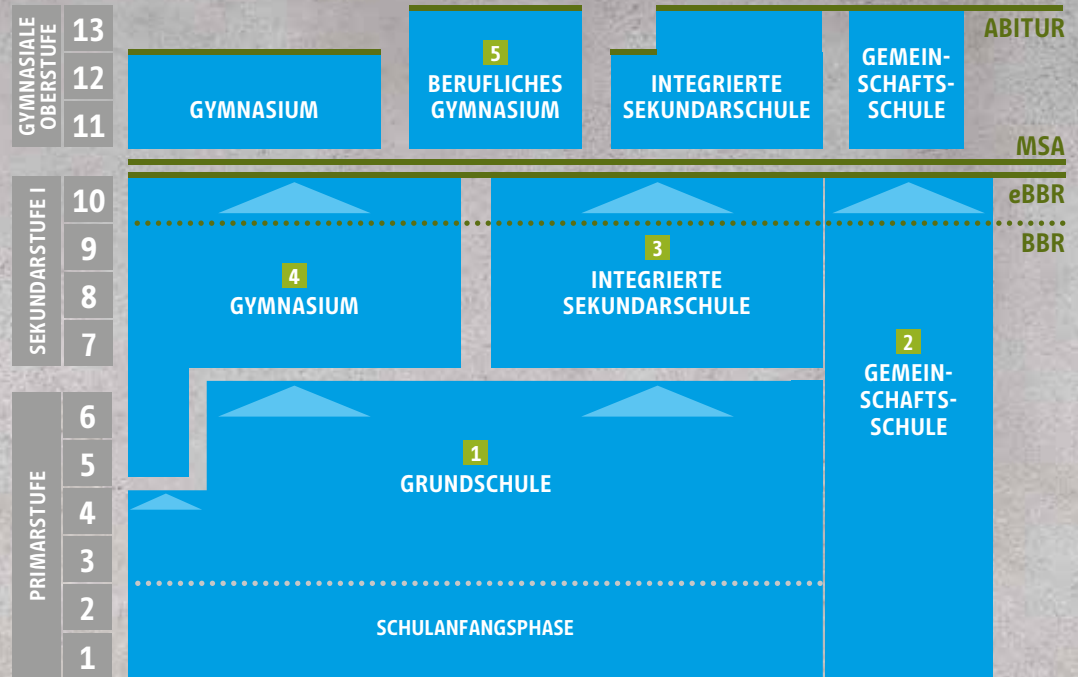 GYMNASIALE
OBERSTUFE
13
12
11
GYMNASIUM
5
BERUFLICHES
GYMNASIUM
INTEGRIERTE
SEKUNDARSCHULE
GEMEIN-
SCHAFTS-
SCHULE
ABITUR
MSA
SEKUNDARSTUFE I
10
9
8
7
eBBR
BBR
4
GYMNASIUM
3
INTEGRIERTE
SEKUNDARSCHULE
2
GEMEIN-
SCHAFTS-
SCHULE
PRIMARSTUFE
6
5
4
3
2
1
1
GRUNDSCHULE
SCHULANFANGSPHASE